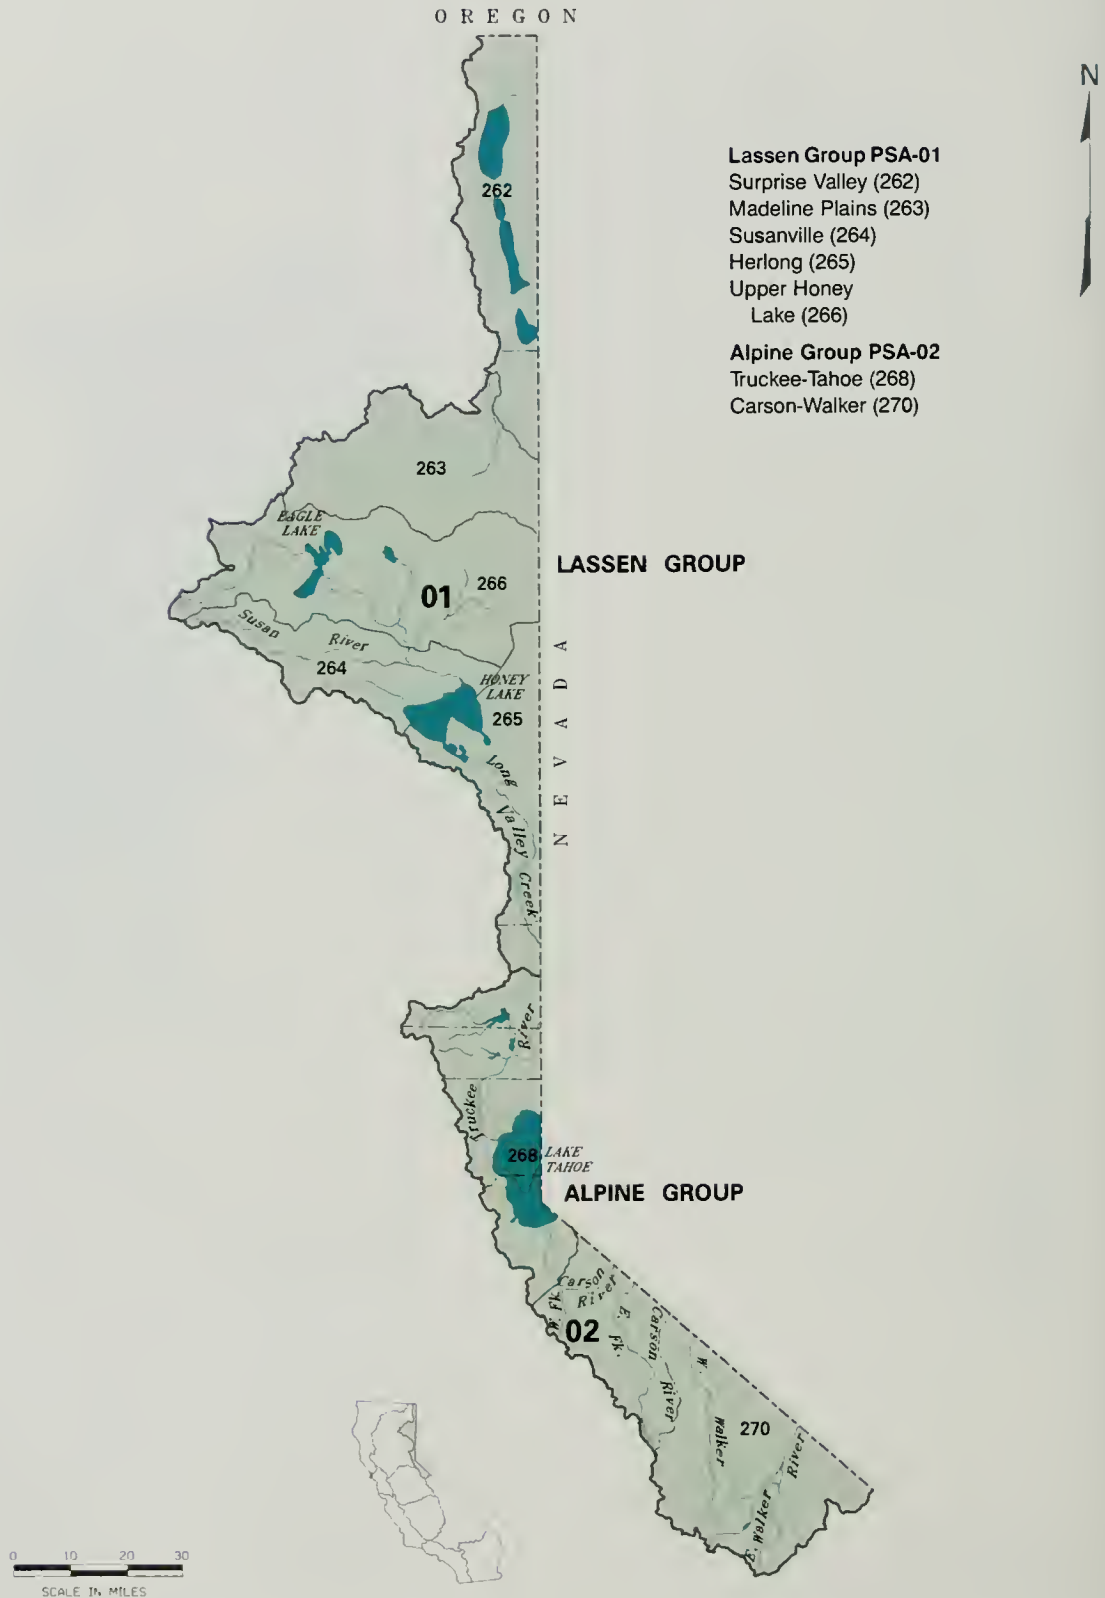 OREGON
N
Lassen Group PSA-01
Surprise Valley (262)
Madeline Plains (263)
Susanville (264)
Herlong (265)
Upper Honey
Lake (266)
Alpine Group PSA-02
Truckee-Tahoe (268)
Carson-Walker (270)
262
263
EAGLE
LAKE
LASSEN GROUP
01
266
Susan River
264
NEVADA
HONEY
LAKE
265
Long Valley Creek
Truckee River
268
LAKE
TAHOE
ALPINE GROUP
W. Fk. Carson River
02
E. Fk. Carson River
W. Walker
270
E. Walker River
0 10 20 30
SCALE IN MILES